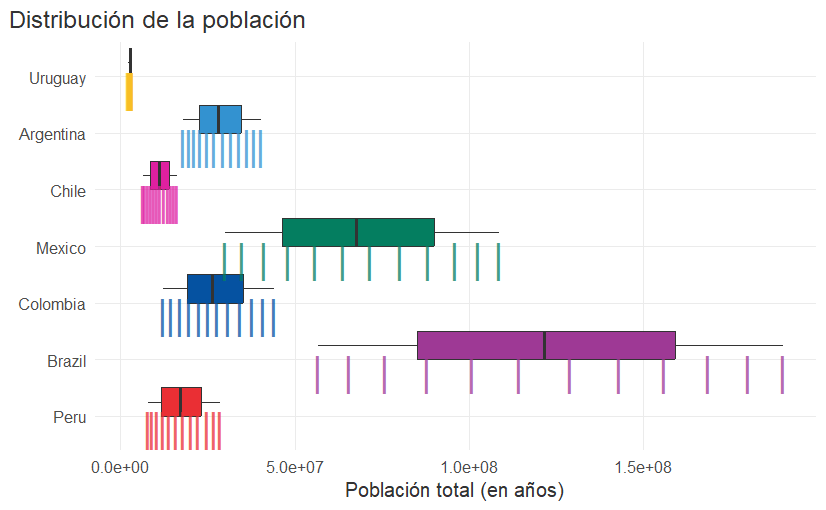 Distribución de la población
Uruguay
Argentina
Chile
Mexico
Colombia
Brazil
Peru
0.0e+00 5.0e+07 1.0e+08 1.5e+08
Población total (en años)